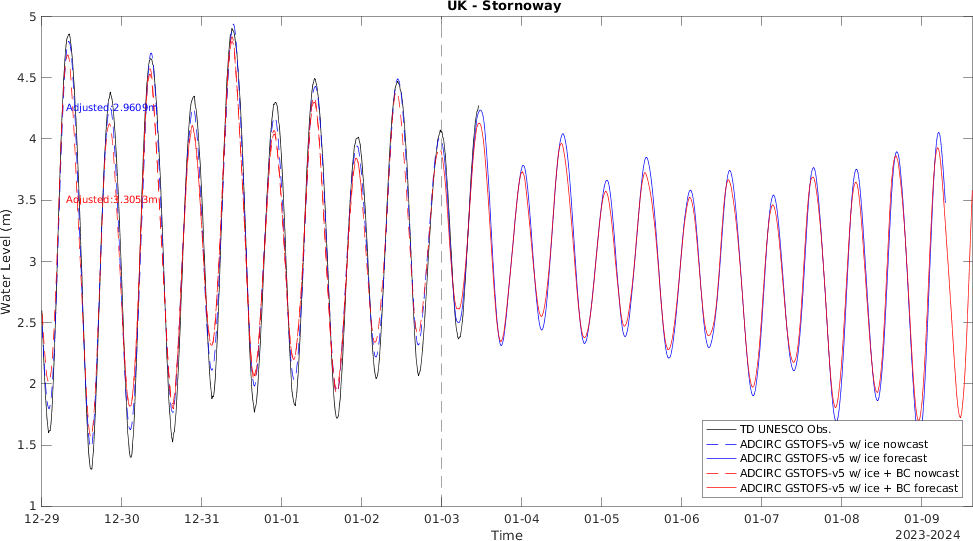 UK - Stornoway
5
4.5
4
3.5
3
2.5
2
1.5
1
Water Level (m)
Adjusted:2.9609m
Adjusted:3.3053m
TD UNESCO Obs.
ADCIRC GSTOFS-v5 w/ ice nowcast
ADCIRC GSTOFS-v5 w/ ice forecast
ADCIRC GSTOFS-v5 w/ ice + BC nowcast
ADCIRC GSTOFS-v5 w/ ice + BC forecast
12-29 12-30 12-31 01-01 01-02 01-03 01-04 01-05 01-06 01-07 01-08 01-09
Time
2023-2024